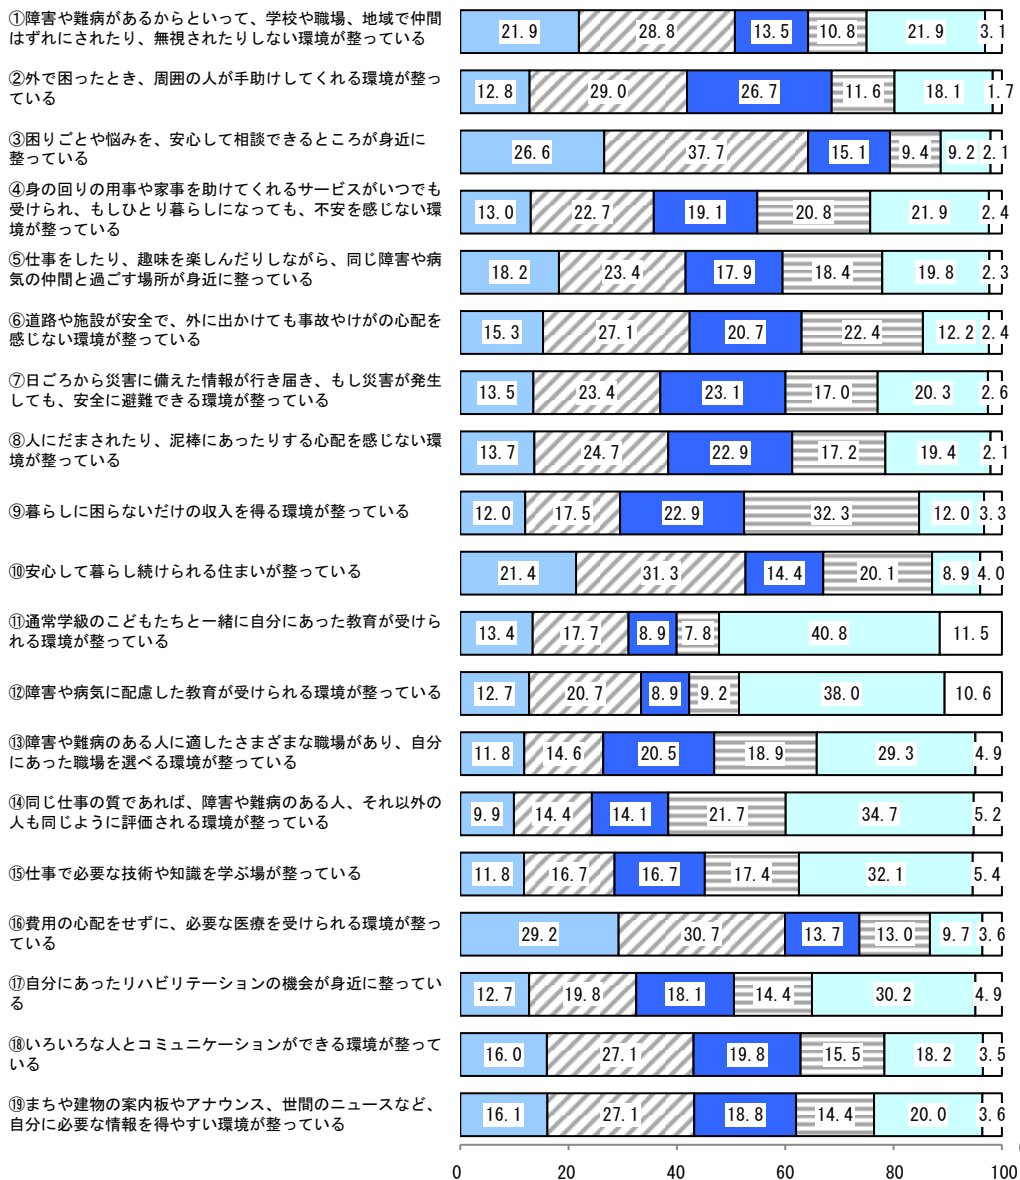 ①障害や難病があるからといって、学校や職場、地域で仲間
はずれにされたり、無視されたりしない環境が整っている
21.9 28.8 13.5 10.8 21.9 3.1
②外で困ったとき、周囲の人が手助けしてくれる環境が整っ
ている
12.8 29.0 26.7 11.6 18.1 1.7
③困りごとや悩みを、安心して相談できるところが身近に
整っている
26.6 37.7 15.1 9.4 9.2 2.1
④身の回りの用事や家事を助けてくれるサービスがいつでも
受けられ、もしひとり暮らしになっても、不安を感じない環
境が整っている
13.0 22.7 19.1 20.8 21.9 2.4
⑤仕事をしたり、趣味を楽しんだりしながら、同じ障害や病
気の仲間と過ごす場所が身近に整っている
18.2 23.4 17.9 18.4 19.8 2.3
⑥道路や施設が安全で、外に出かけても事故やけがの心配を
感じない環境が整っている
15.3 27.1 20.7 22.4 12.2 2.4
⑦日ごろから災害に備えた情報が行き届き、もし災害が発生
しても、安全に避難できる環境が整っている
13.5 23.4 23.1 17.0 20.3 2.6
⑧人にだまされたり、泥棒にあったりする心配を感じない環
境が整っている
13.7 24.7 22.9 17.2 19.4 2.1
⑨暮らしに困らないだけの収入を得る環境が整っている
12.0 17.5 22.9 32.3 12.0 3.3
⑩安心して暮らし続けられる住まいが整っている
21.4 31.3 14.4 20.1 8.9 4.0
⑪通常学級のこどもたちと一緒に自分にあった教育が受けら
れる環境が整っている
13.4 17.7 8.9 7.8 40.8 11.5
⑫障害や病気に配慮した教育が受けられる環境が整っている
12.7 20.7 8.9 9.2 38.0 10.6
⑬障害や難病のある人に適したさまざまな職場があり、自分
にあった職場を選べる環境が整っている
11.8 14.6 20.5 18.9 29.3 4.9
⑭同じ仕事の質であれば、障害や難病のある人、それ以外の
人も同じように評価される環境が整っている
9.9 14.4 14.1 21.7 34.7 5.2
⑮仕事で必要な技術や知識を学ぶ場が整っている
11.8 16.7 16.7 17.4 32.1 5.4
⑯費用の心配をせずに、必要な医療を受けられる環境が整っ
ている
29.2 30.7 13.7 13.0 9.7 3.6
⑰自分にあったリハビリテーションの機会が身近に整ってい
る
12.7 19.8 18.1 14.4 30.2 4.9
⑱いろいろな人とコミュニケーションができる環境が整って
いる
16.0 27.1 19.8 15.5 18.2 3.5
⑲まちや建物の案内板やアナウンス、世間のニュースなど、
自分に必要な情報を得やすい環境が整っている
16.1 27.1 18.8 14.4 20.0 3.6
0 20 40 60 80 100